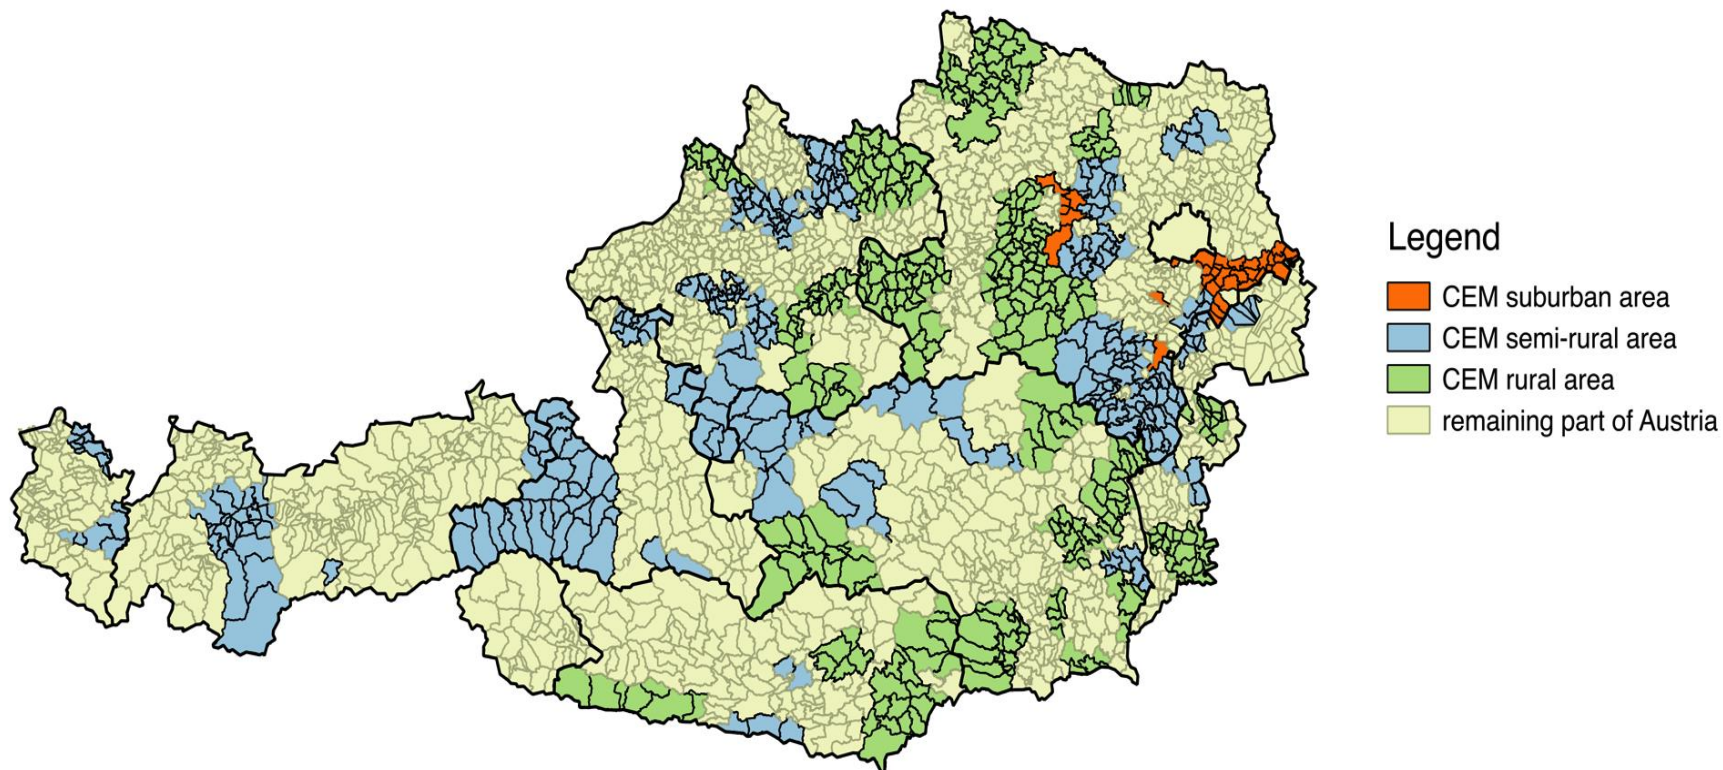 Legend
CEM suburban area
CEM semi-rural area
CEM rural area
remaining part of Austria